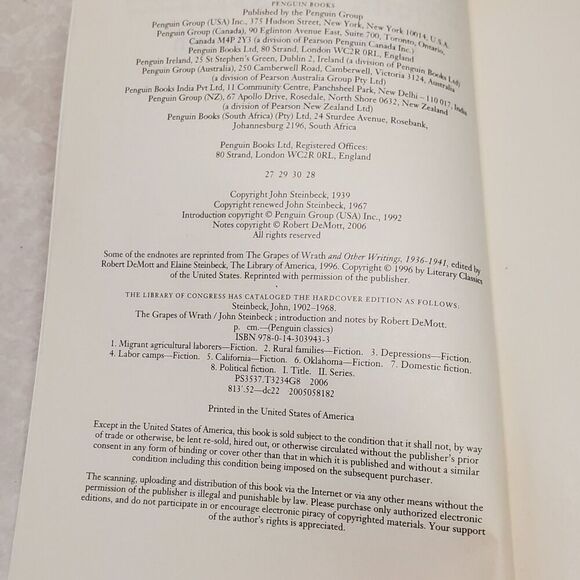 PENGUIN BOOKS
Published by the Penguin Group
Penguin Group (USA) Inc., 375 Hudson Street, New York, New York 10014, U.S.A.
Penguin Group (Canada), 90 Eglinton Avenue East, Suite 700, Toronto, Ontario,
Canada M4P 2Y3 (a division of Pearson Penguin Canada Inc.)
Penguin Books Ltd, 80 Strand, London WC2R 0RL, England
Penguin Ireland, 25 St Stephen's Green, Dublin 2, Ireland (a division of Penguin Books Ltd)
Penguin Group (Australia), 250 Camberwell Road, Camberwell, Victoria 3124, Australia
(a division of Pearson Australia Group Pty Ltd)
Penguin Books India Pvt Ltd, 11 Community Centre, Panchsheel Park, New Delhi – 110 017, India
Penguin Group (NZ), 67 Apollo Drive, Rosedale, North Shore 0632, New Zealand
(a division of Pearson New Zealand Ltd)
Penguin Books (South Africa) (Pty) Ltd, 24 Sturdee Avenue, Rosebank,
Johannesburg 2196, South Africa
Penguin Books Ltd, Registered Offices:
80 Strand, London WC2R 0RL, England
27 29 30 28
Copyright John Steinbeck, 1939
Copyright renewed John Steinbeck, 1967
Introduction copyright © Penguin Group (USA) Inc., 1992
Notes copyright © Robert DeMott, 2006
All rights reserved
Some of the endnotes are reprinted from The Grapes of Wrath and Other Writings, 1936-1941, edited by
Robert DeMott and Elaine Steinbeck, The Library of America, 1996. Copyright © 1996 by Literary Classics
of the United States. Reprinted with permission of the publisher.
THE LIBRARY OF CONGRESS HAS CATALOGED THE HARDCOVER EDITION AS FOLLOWS:
Steinbeck, John, 1902–1968.
The Grapes of Wrath / John Steinbeck ; introduction and notes by Robert DeMott.
p. cm.—(Penguin classics)
ISBN 978-0-14-303943-3
1. Migrant agricultural laborers—Fiction. 2. Rural families—Fiction. 3. Depressions—Fiction.
4. Labor camps—Fiction. 5. California—Fiction. 6. Oklahoma—Fiction. 7. Domestic fiction.
8. Political fiction. I. Title. II. Series.
PS3537.T3234G8 2006
813'.52—dc22 2005058182
Printed in the United States of America
Except in the United States of America, this book is sold subject to the condition that it shall not, by way
of trade or otherwise, be lent re-sold, hired out, or otherwise circulated without the publisher's prior
consent in any form of binding or cover other than that in which it is published and without a similar
condition including this condition being imposed on the subsequent purchaser.
The scanning, uploading and distribution of this book via the Internet or via any other means without the
permission of the publisher is illegal and punishable by law. Please purchase only authorized electronic
editions, and do not participate in or encourage electronic piracy of copyrighted materials. Your support
of the author's rights is appreciated.